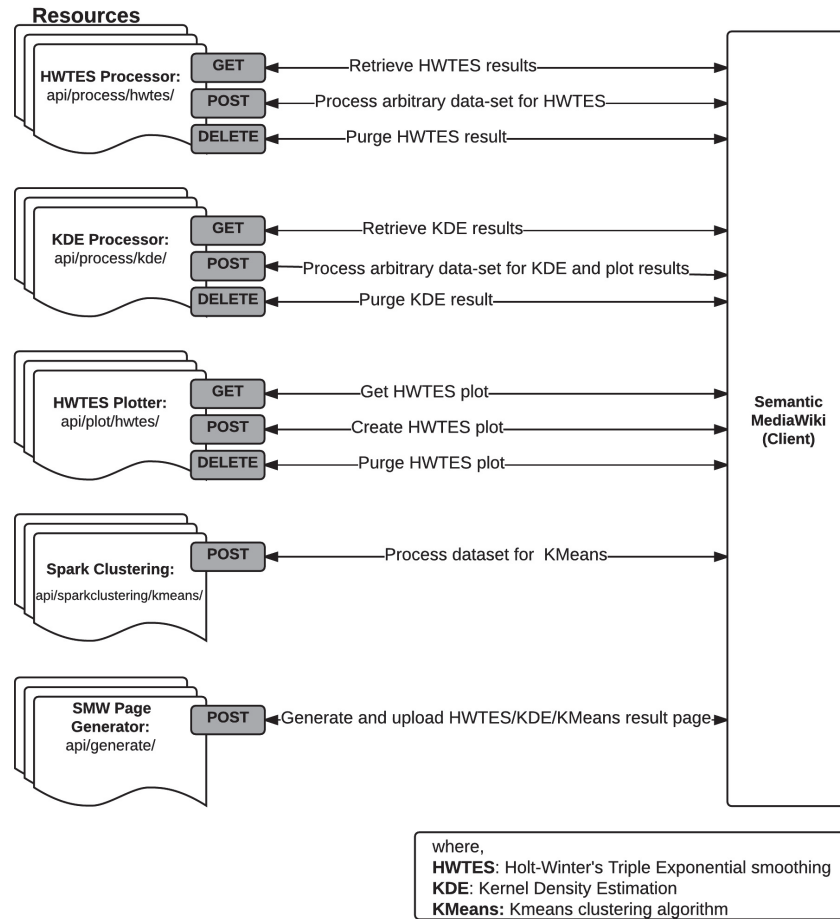 Resources
HWTES Processor:
api/process/hwtes/
GET
Retrieve HWTES results
POST
Process arbitrary data-set for HWTES
DELETE
Purge HWTES result
KDE Processor:
api/process/kde/
GET
Retrieve KDE results
POST
Process arbitrary data-set for KDE and plot results
DELETE
Purge KDE result
HWTES Plotter:
api/plot/hwtes/
GET
Get HWTES plot
POST
Create HWTES plot
DELETE
Purge HWTES plot
Semantic
MediaWiki
(Client)
Spark Clustering:
api/sparkclustering/kmeans/
POST
Process dataset for KMeans
SMW Page
Generator:
api/generate/
POST
Generate and upload HWTES/KDE/KMeans result page
where,
HWTES: Holt-Winter's Triple Exponential smoothing
KDE: Kernel Density Estimation
KMeans: Kmeans clustering algorithm